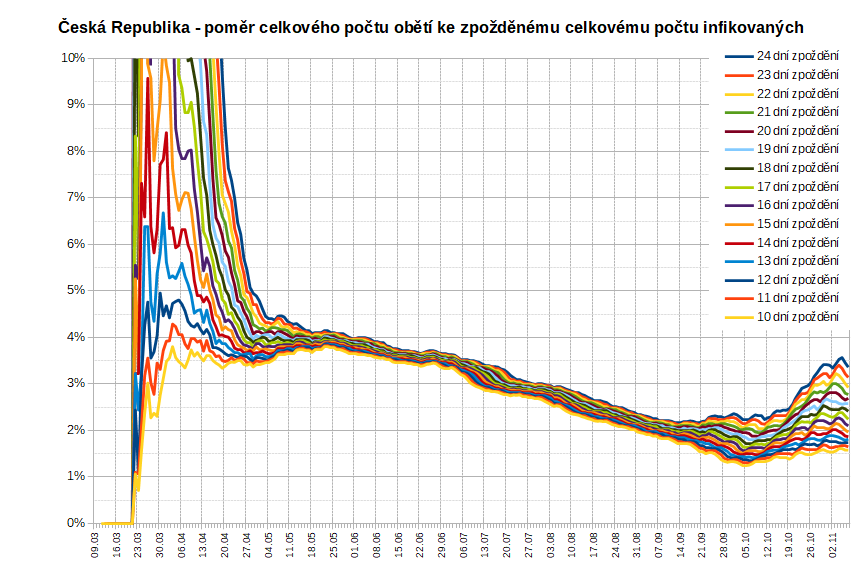 Česká Republika - poměr celkového počtu obětí ke zpožděnému celkovému počtu infikovaných
10%
9%
8%
7%
6%
5%
4%
3%
2%
1%
0%
24 dní zpoždění
23 dní zpoždění
22 dní zpoždění
21 dní zpoždění
20 dní zpoždění
19 dní zpoždění
18 dní zpoždění
17 dní zpoždění
16 dní zpoždění
15 dní zpoždění
14 dní zpoždění
13 dní zpoždění
12 dní zpoždění
11 dní zpoždění
10 dní zpoždění
09.03
16.03
23.03
30.03
06.04
13.04
20.04
27.04
04.05
11.05
18.05
25.05
01.06
08.06
15.06
22.06
29.06
06.07
13.07
20.07
27.07
03.08
10.08
17.08
24.08
31.08
07.09
14.09
21.09
28.09
05.10
12.10
19.10
26.10
02.11